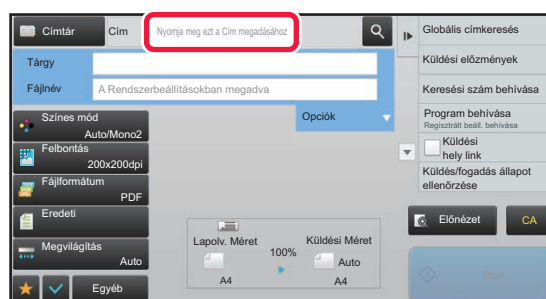 Címtár
Cím
Nyomja meg ezt a Cím megadásához
Tárgy
Fájlnév
A Rendszerbeállításokban megadva
Színes mód
Auto/Mono2
Felbontás
200x200dpi
Fájlformátum
PDF
Eredeti
Megvilágítás
Auto
Egyéb
Opciók
Lapolv. Méret
A4
100%
Küldési Méret
Auto
A4
Globális címkeresés
Küldési előzmények
Keresési szám behívása
Program behívása
Regisztrált beáll. behívása
Küldési
hely link
Küldés/fogadás állapot
ellenőrzése
Előnézet
CA
Start